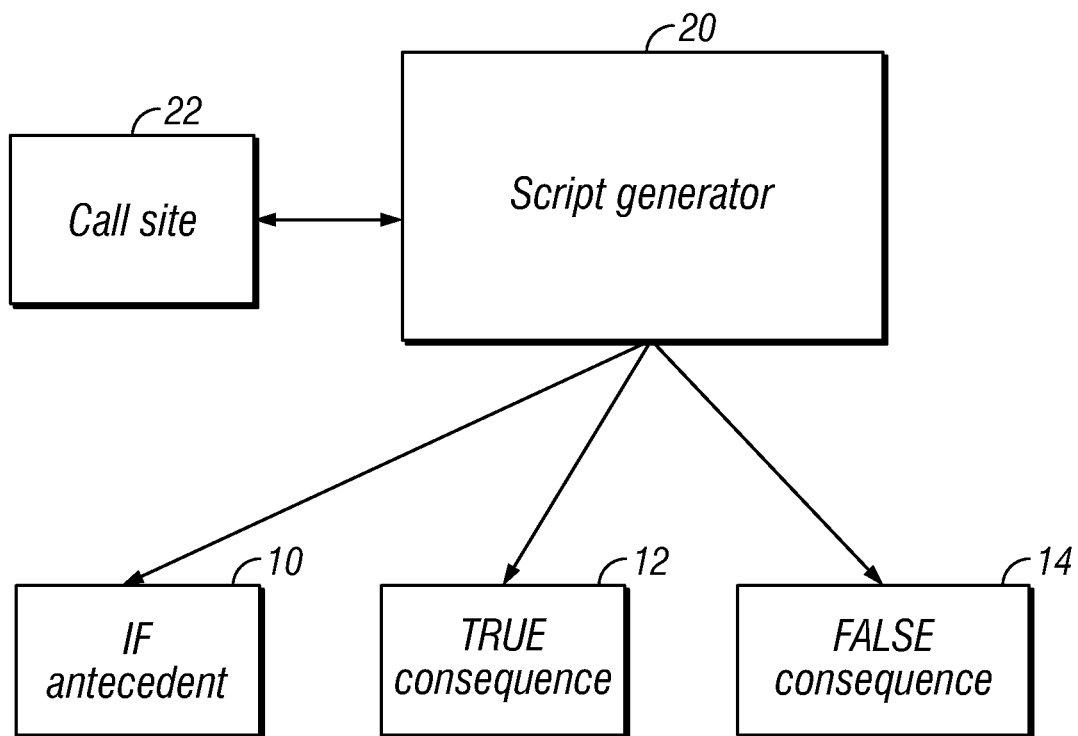 20
22
Call site
Script generator
10
12
14
IF
antecedent
TRUE
consequence
FALSE
consequence